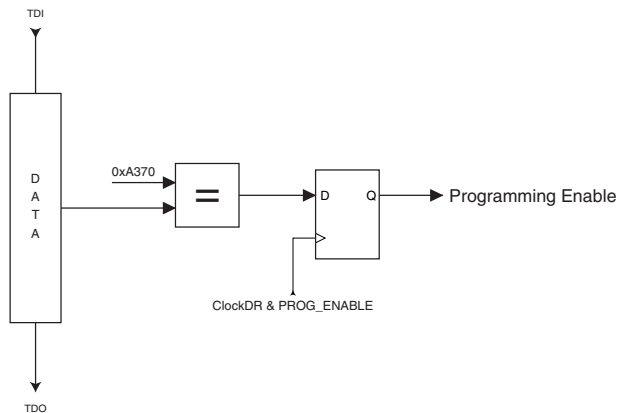 TDI
D
A
T
A
0xA370
=
D Q
Programming Enable
ClockDR & PROG_ENABLE
TDO